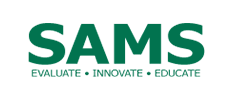 SAMS
EVALUATE • INNOVATE • EDUCATE